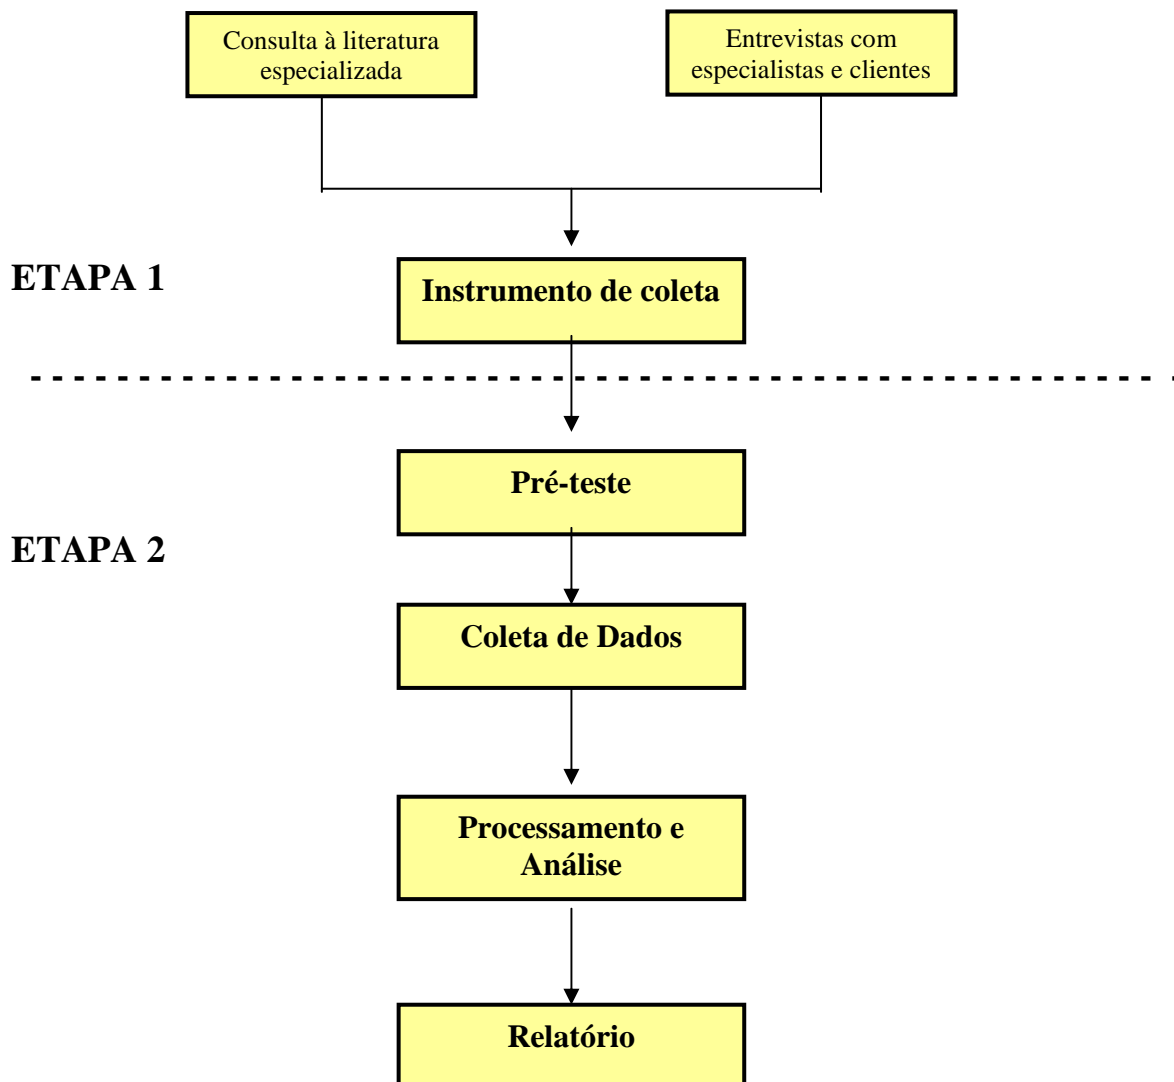 Consulta à literatura
especializada
Entrevistas com
especialistas e clientes
ETAPA 1
Instrumento de coleta
Pré-teste
ETAPA 2
Coleta de Dados
Processamento e
Análise
Relatório